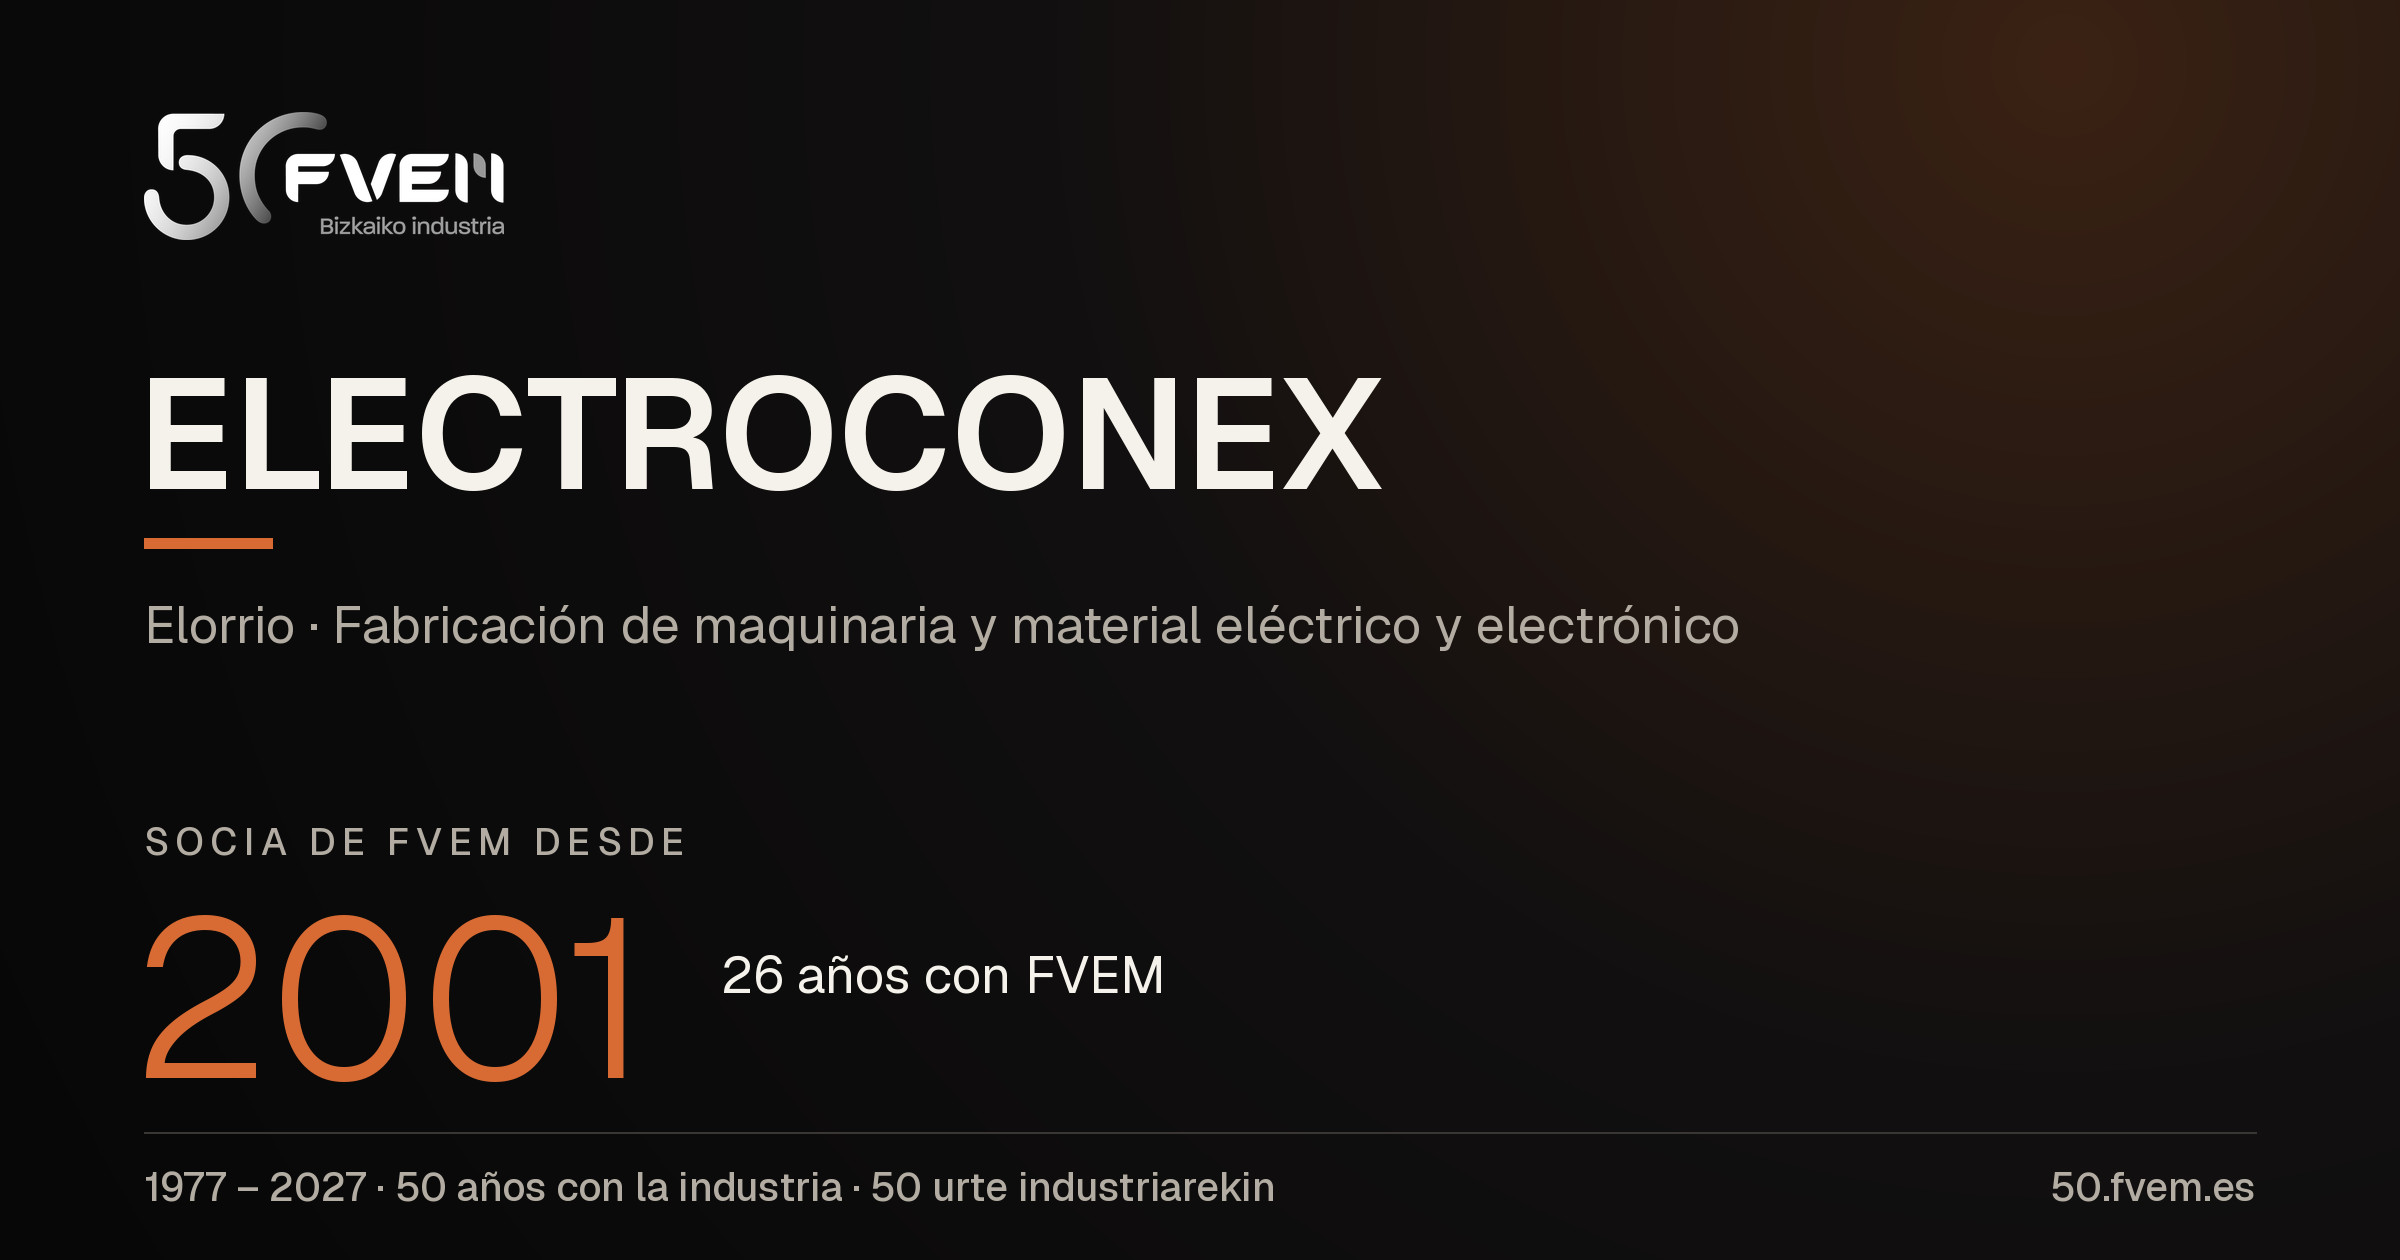 50 FVEM
Bizkaiko industria
ELECTROCONEX
Elorrio · Fabricación de maquinaria y material eléctrico y electrónico
SOCIA DE FVEM DESDE
2001
26 años con FVEM
1977 – 2027 · 50 años con la industria · 50 urte industriarekin
50.fvem.es